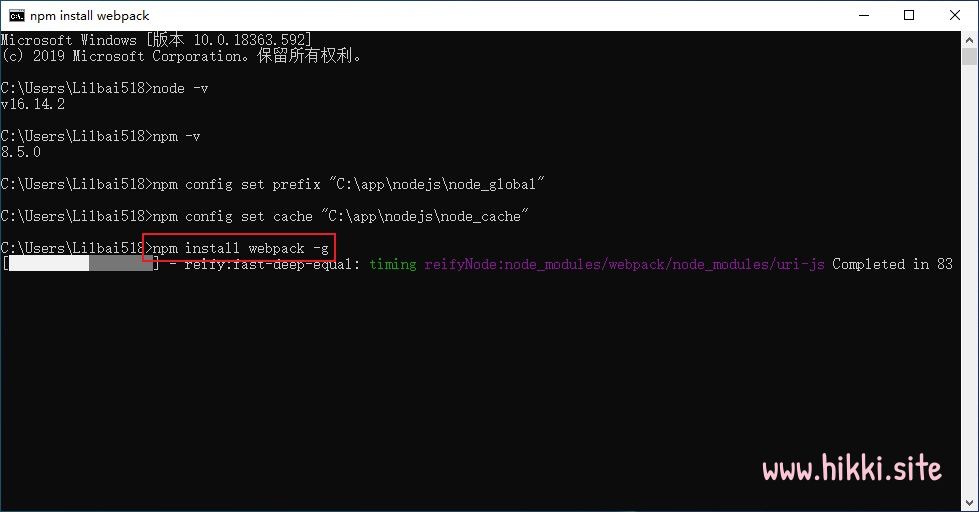 npm install webpack
Microsoft Windows [版本 10.0.18363.592]
(c) 2019 Microsoft Corporation。保留所有权利。
C:\Users\Lilbai518>node -v
v16.14.2
C:\Users\Lilbai518>npm -v
8.5.0
C:\Users\Lilbai518>npm config set prefix "C:\app\nodejs\node_global"
C:\Users\Lilbai518>npm config set cache "C:\app\nodejs\node_cache"
C:\Users\Lilbai518>npm install webpack -g
[ ] - reify:fast-deep-equal: timing reifyNode:node_modules/webpack/node_modules/uri-js Completed in 83
www.hikki.site